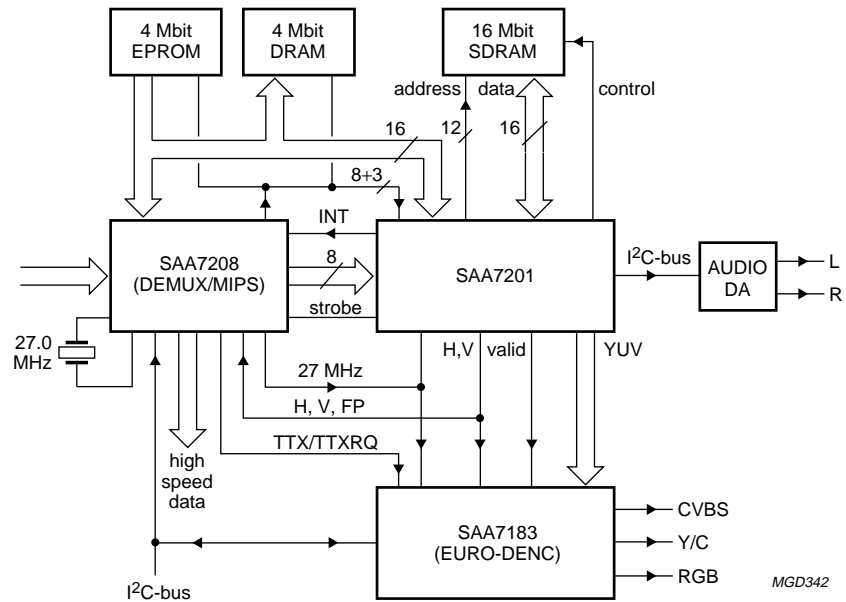 4 Mbit
EPROM
4 Mbit
DRAM
16 Mbit
SDRAM
address
data
control
16
12
16
8+3
INT
SAA7208
(DEMUX/MIPS)
8
strobe
SAA7201
I²C-bus
AUDIO
DA
L
R
27.0
MHz
27 MHz
H,V
valid
YUV
H, V, FP
TTX/TTXRQ
high
speed
data
SAA7183
(EURO-DENC)
CVBS
Y/C
RGB
I²C-bus
MGD342